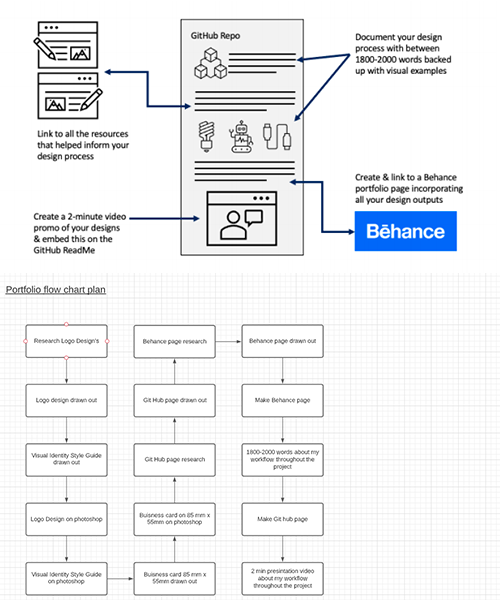 GitHub Repo
Document your design
process with between
1800-2000 words backed
up with visual examples
Link to all the resources
that helped inform your
design process
Create & link to a Behance
portfolio page incorporating
all your design outputs
Bēhance
Create a 2-minute video
promo of your designs
& embed this on the
GitHub ReadMe
Portfolio flow chart plan
Research Logo Design's
Logo design drawn out
Visual Identity Style Guide
drawn out
Logo Design on photoshop
Visual Identity Style Guide
on photoshop
Buisness card 85 mm x
55mm drawn out
Buisness card on 85 mm x
55mm on photoshop
Git Hub page research
Git Hub page drawn out
Behance page research
Behance page drawn out
Make Behance page
1800-2000 words about my
workflow throughout the
project
Make Git hub page
2 min presintation video
about my workflow
throughout the project